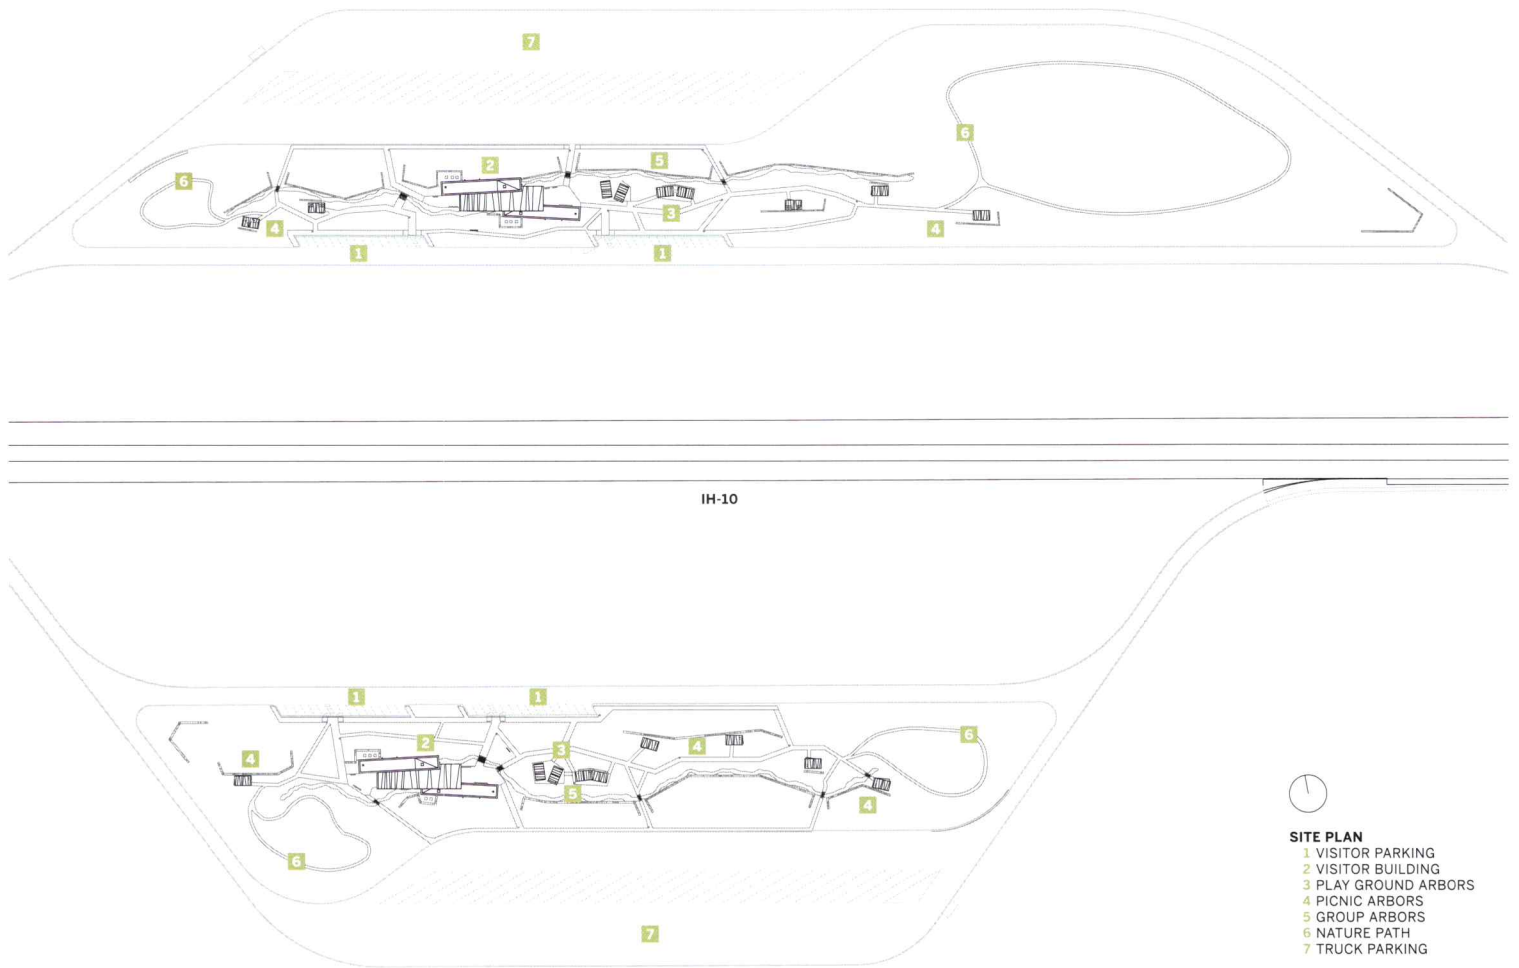 7
6
2
5
6
3
4
4
1
1
IH-10
1
1
6
2
3
4
4
5
4
6
7
SITE PLAN
1 VISITOR PARKING
2 VISITOR BUILDING
3 PLAY GROUND ARBORS
4 PICNIC ARBORS
5 GROUP ARBORS
6 NATURE PATH
7 TRUCK PARKING